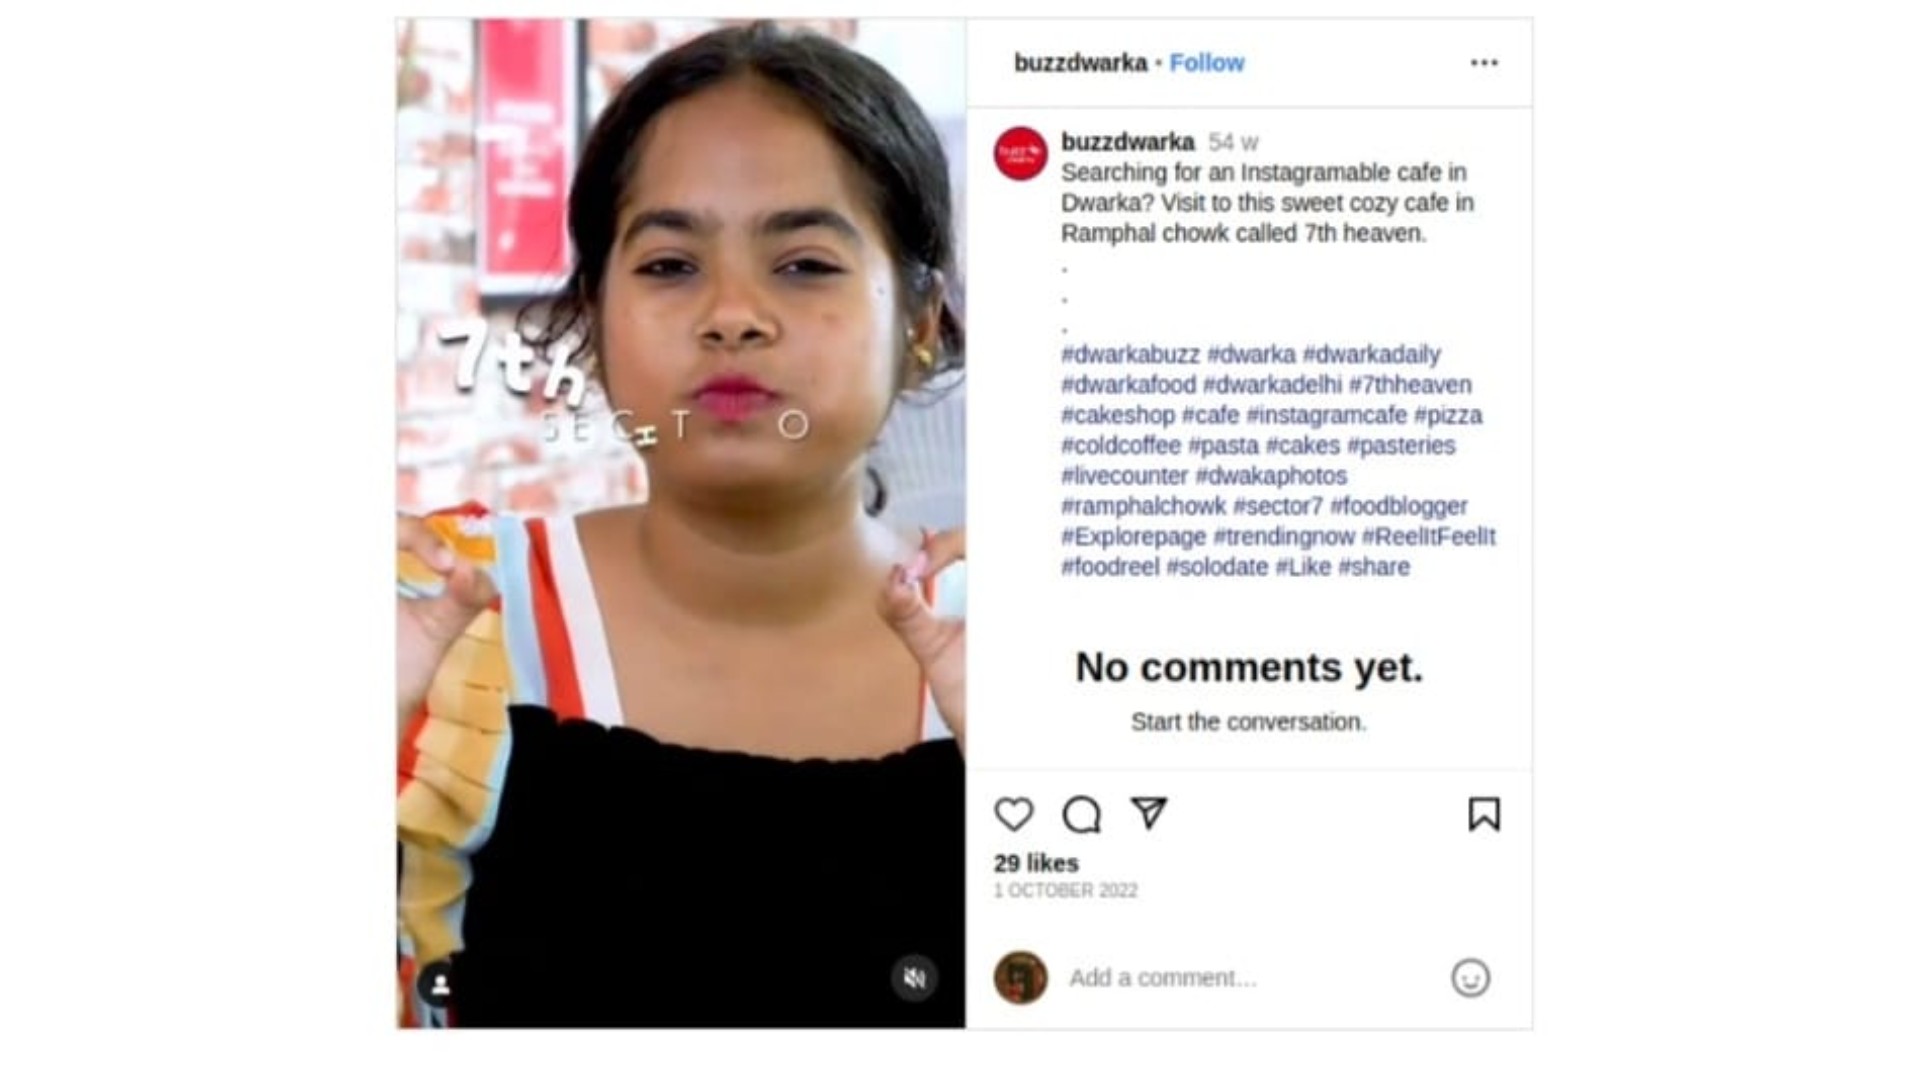 7th
SECT O
H
buzzdwarka • Follow
buzzdwarka 54 w
Searching for an Instagramable cafe in
Dwarka? Visit to this sweet cozy cafe in
Ramphal chowk called 7th heaven.
.
.
.
#dwarkabuzz #dwarka #dwarkadaily
#dwarkafood #dwarkadelhi #7thheaven
#cakeshop #cafe #instagramcafe #pizza
#coldcoffee #pasta #cakes #pasteries
#livecounter #dwakaphotos
#ramphalchowk #sector7 #foodblogger
#Explorepage #trendingnow #ReelItFeelIt
#foodreel #solodate #Like #share
No comments yet.
Start the conversation.
29 likes
1 OCTOBER 2022
Add a comment...